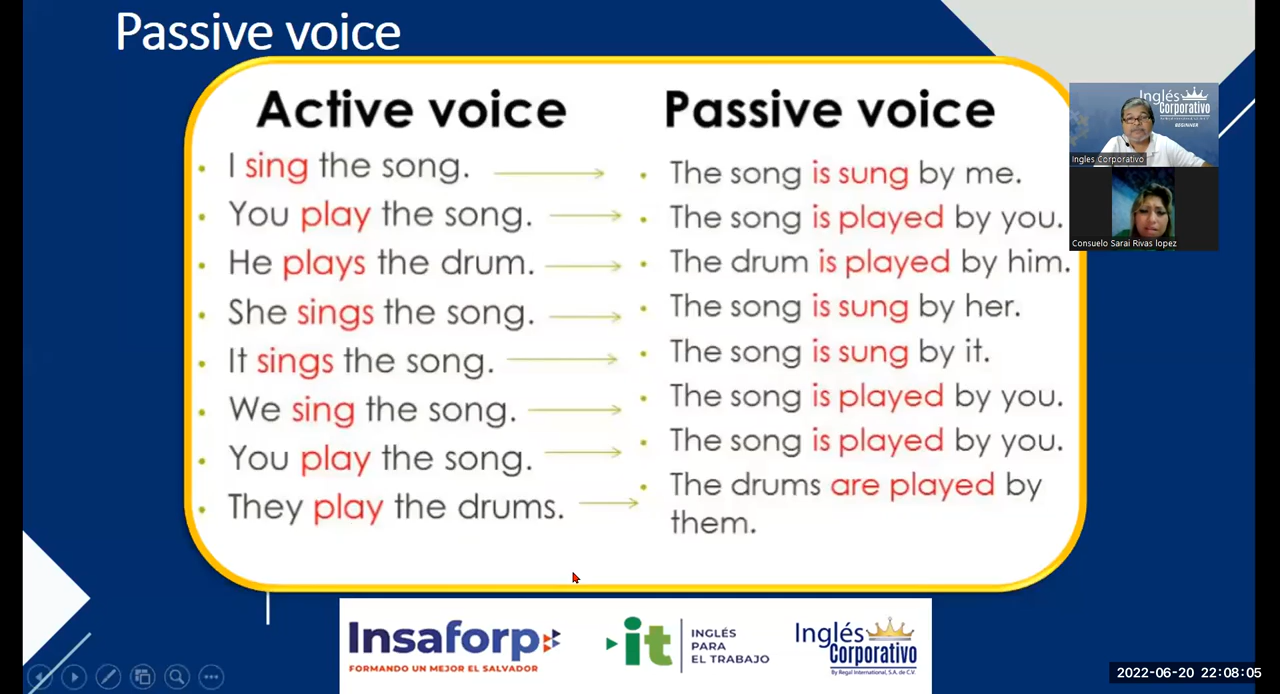 Passive voice
Active voice
I sing the song.
You play the song.
He plays the drum.
She sings the song.
It sings the song.
We sing the song.
You play the song.
They play the drums.
Passive voice
The song is sung by me.
The song is played by you.
The drum is played by him.
The song is sung by her.
The song is sung by it.
The song is played by you.
The song is played by you.
The drums are played by
them.
Inglés
Corporativo
BEGINNER
Ingles Corporativo
Consuelo Sarai Rivas lopez
Insaforp
FORMANDO UN MEJOR EL SALVADOR
it
INGLÉS
PARA
EL TRABAJO
Inglés
Corporativo
By Regal International, S.A. de C.V.
2022-06-20 22:08:05